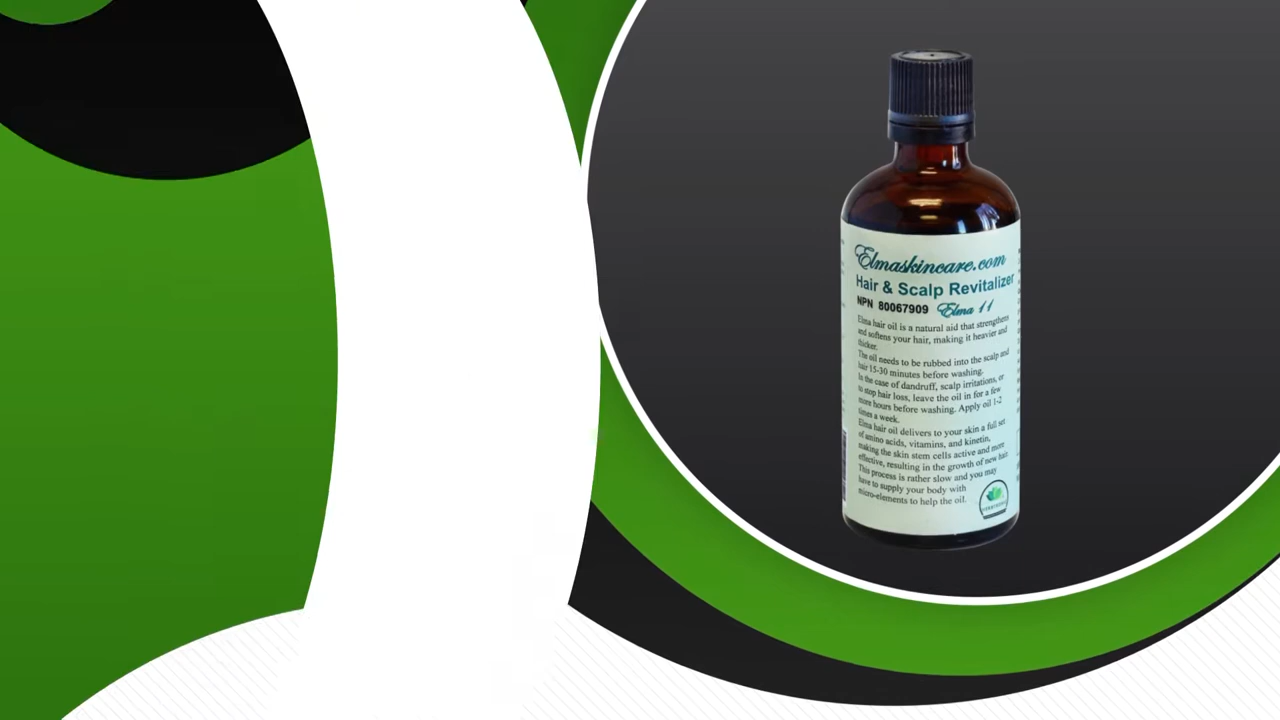 Elmaskincare.com
Hair & Scalp Revitalizer
NPN 80067909 Elma 11
Elma hair oil is a natural aid that strengthens
and softens your hair, making it heavier and
thicker.
The oil needs to be rubbed into the scalp and
hair 15-30 minutes before washing.
In the case of dandruff, scalp irritations, or
to stop hair loss, leave the oil in for a few
more hours before washing. Apply oil 1-2
times a week.
Elma hair oil delivers to your skin a full set
of amino acids, vitamins, and kinetin,
making the skin stem cells active and more
effective, resulting in the growth of new hair
This process is rather slow and you may
have to supply your body with
micro-elements to help the oil.